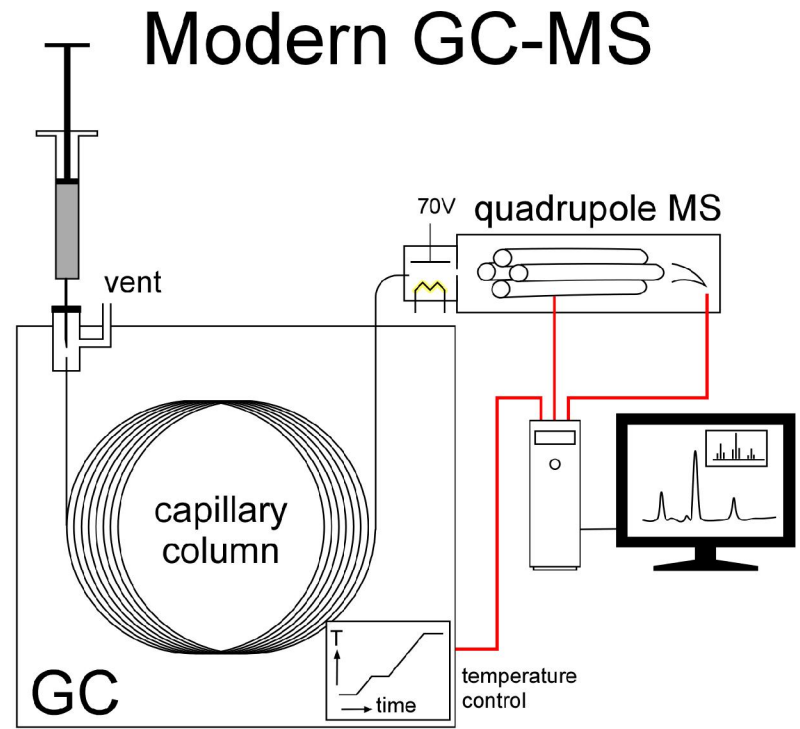 Modern GC-MS
70V
quadrupole MS
vent
capillary
column
T
time
GC
temperature
control